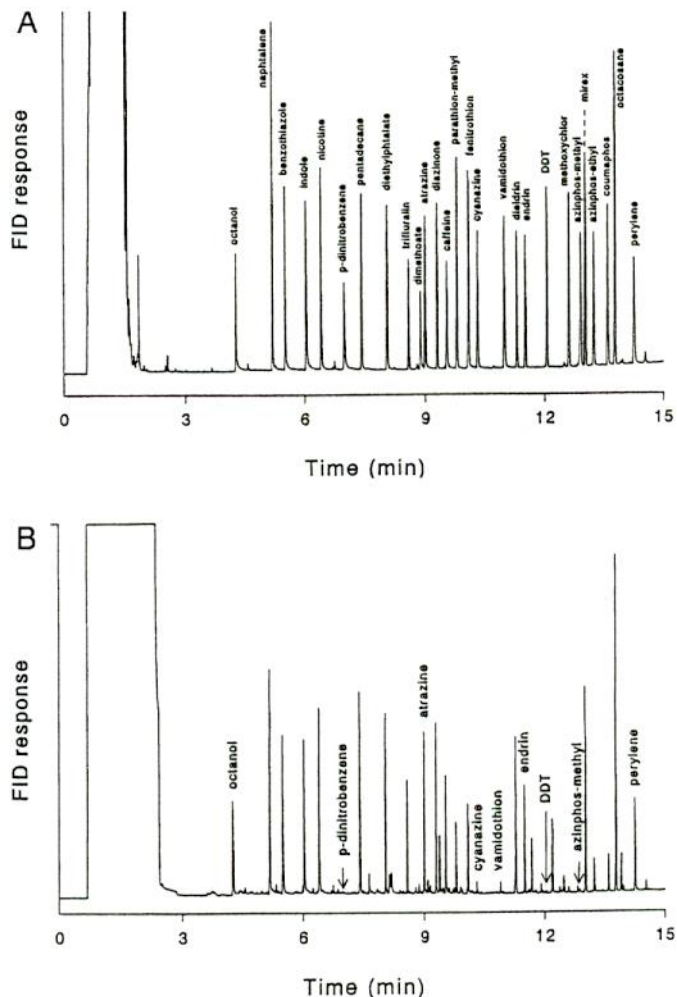 A
FID response
octanol
naphtalene
benzothiazole
indole
nicotine
p-dinitrobenzene
pentadecane
diethylphtalate
trifluralin
dimethoate
atrazine
diazinone
caffeine
parathion-methyl
fenitrothion
cyanazine
vamidothion
dieldrin
endrin
DDT
methoxychlor
azinphos-methyl
mirex
azinphos-ethyl
coumaphos
octacosane
perylene
0 3 6 9 12 15
Time (min)
B
FID response
octanol
p-dinitrobenzene
atrazine
cyanazine
vamidothion
endrin
DDT
azinphos-methyl
perylene
0 3 6 9 12 15
Time (min)